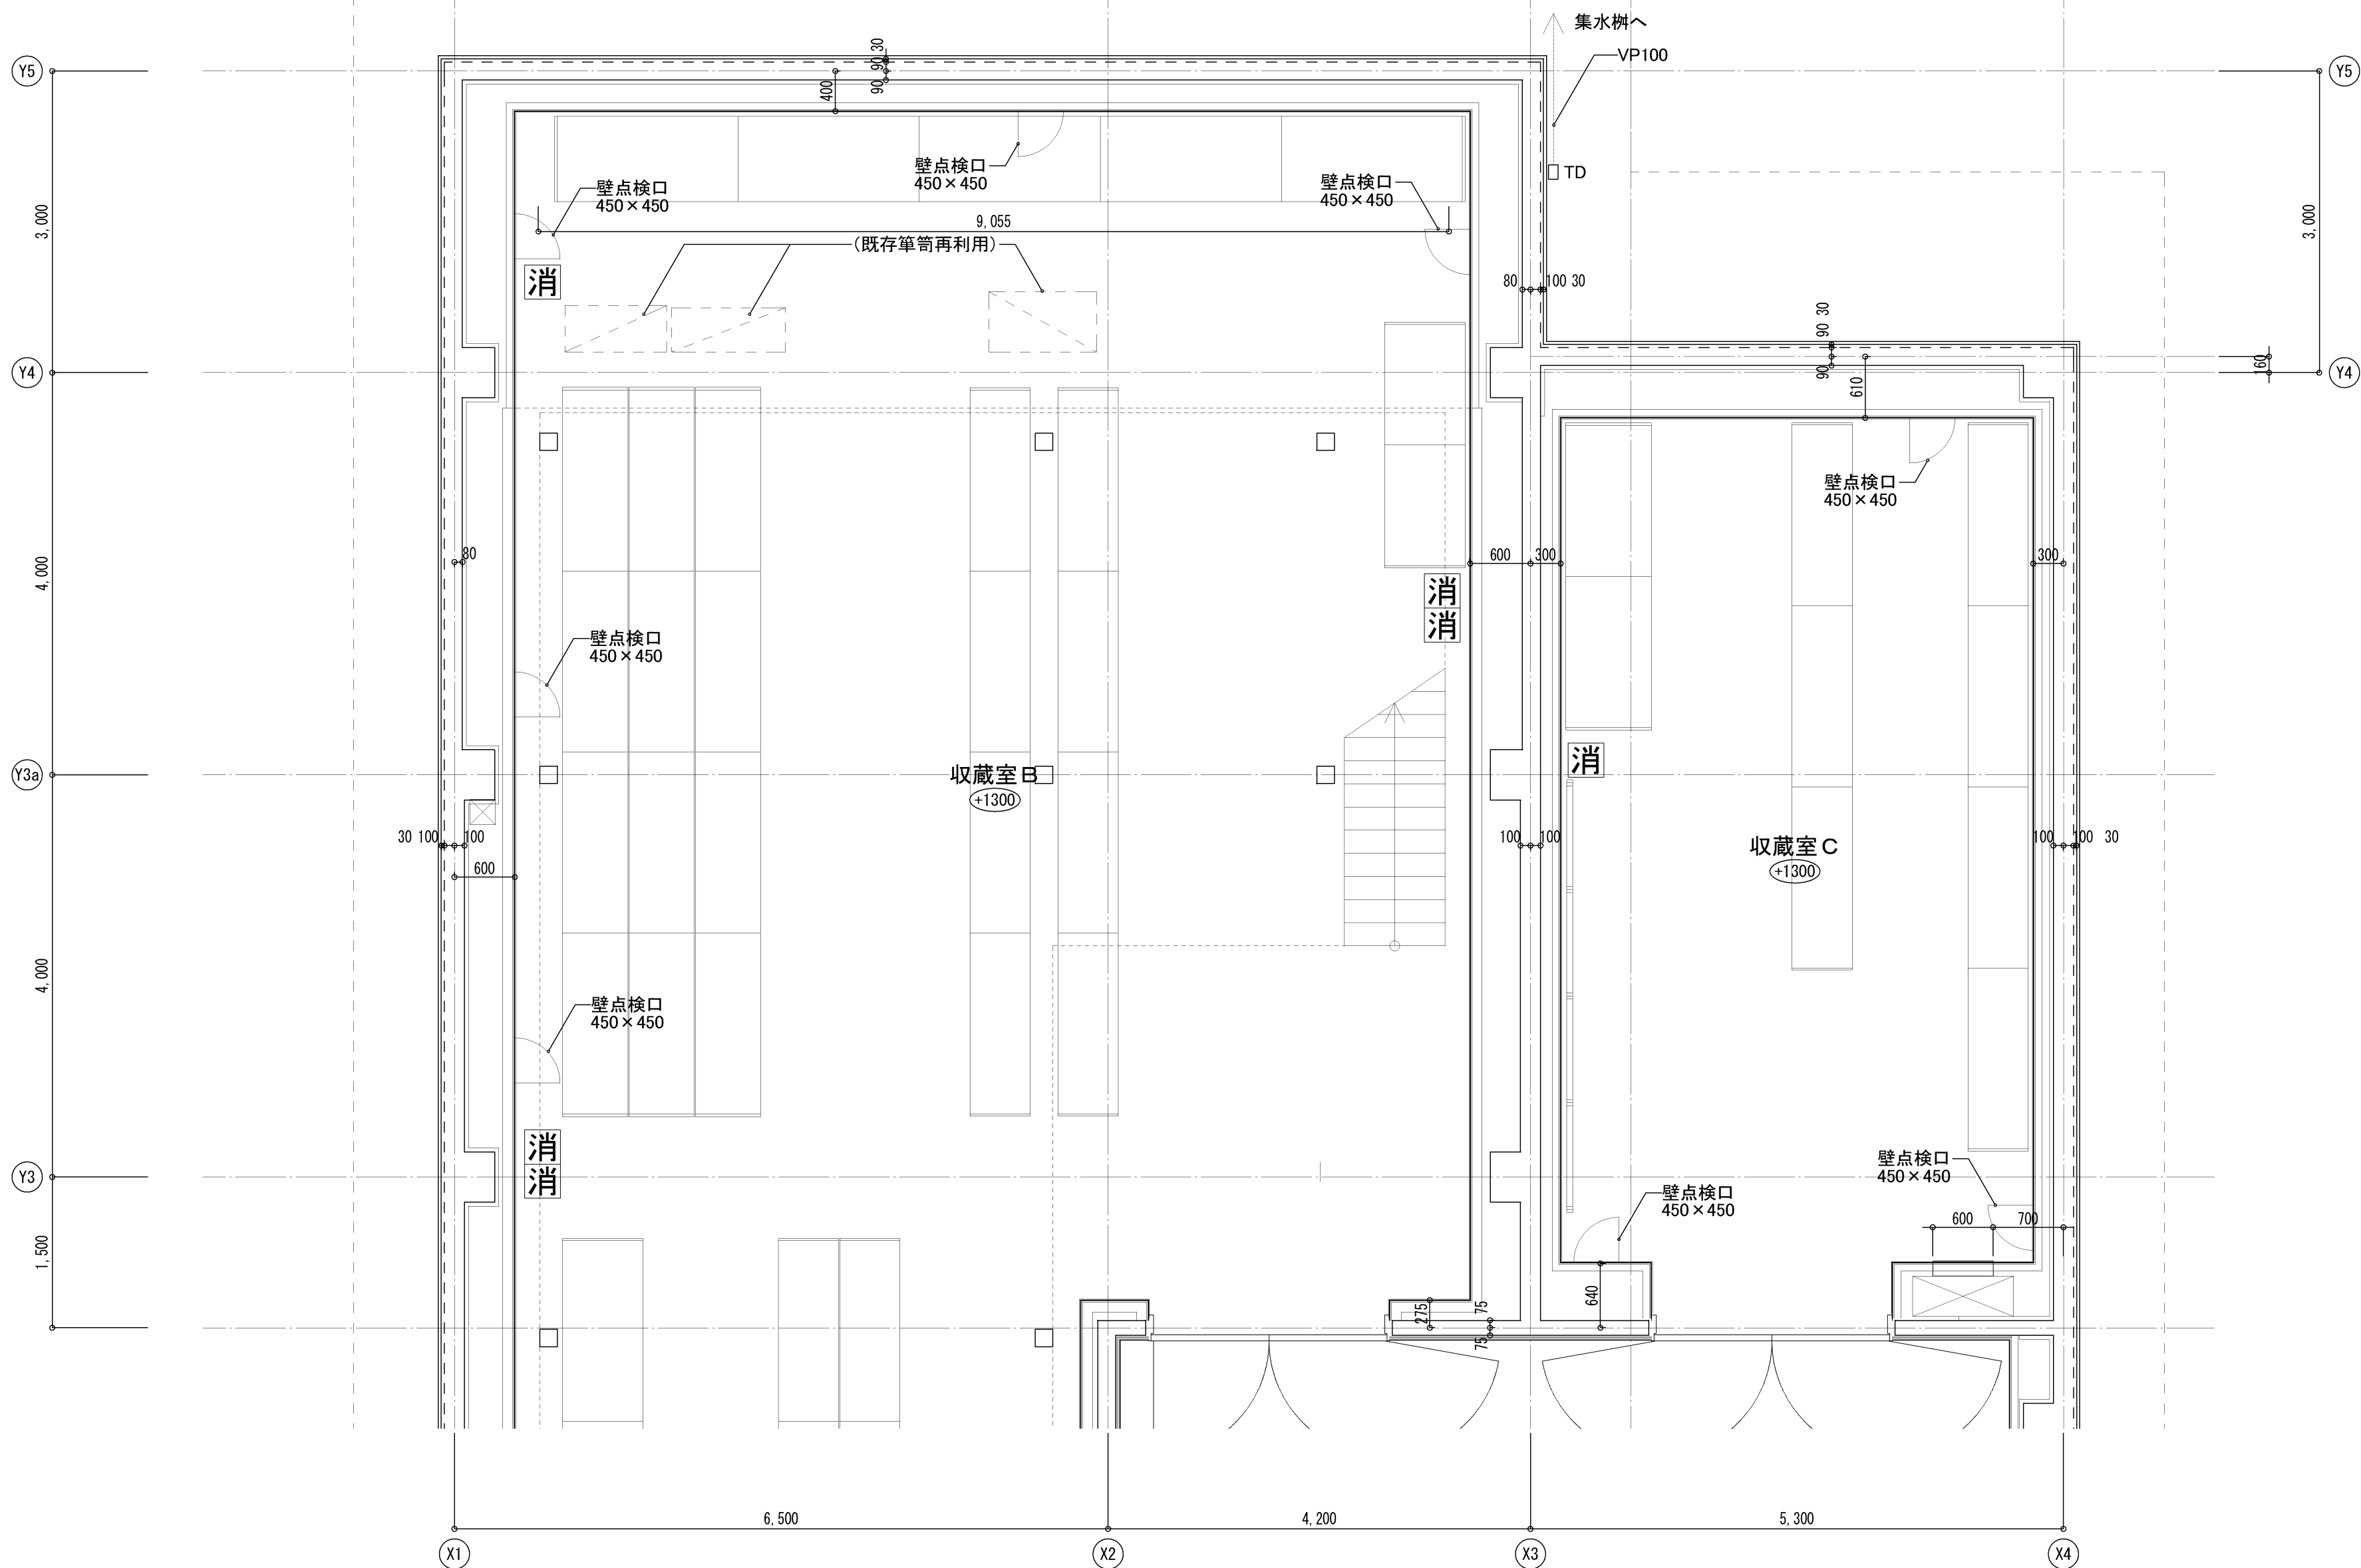 集水桝へ
VP100
TD
Y5
Y5
30
90
90
400
壁点検口
450×450
壁点検口
450×450
壁点検口
450×450
9,055
(既存箪笥再利用)
3,000
3,000
消
80
100
30
30
90
90
610
160
Y4
Y4
壁点検口
450×450
80
600
300
300
4,000
消
消
壁点検口
450×450
消
Y3a
収蔵室B
+1300
30
100
100
100
100
収蔵室C
+1300
100
100
30
600
4,000
壁点検口
450×450
消
消
Y3
壁点検口
450×450
壁点検口
450×450
600
700
1,500
275
75
75
640
6,500
4,200
5,300
X1
X2
X3
X4